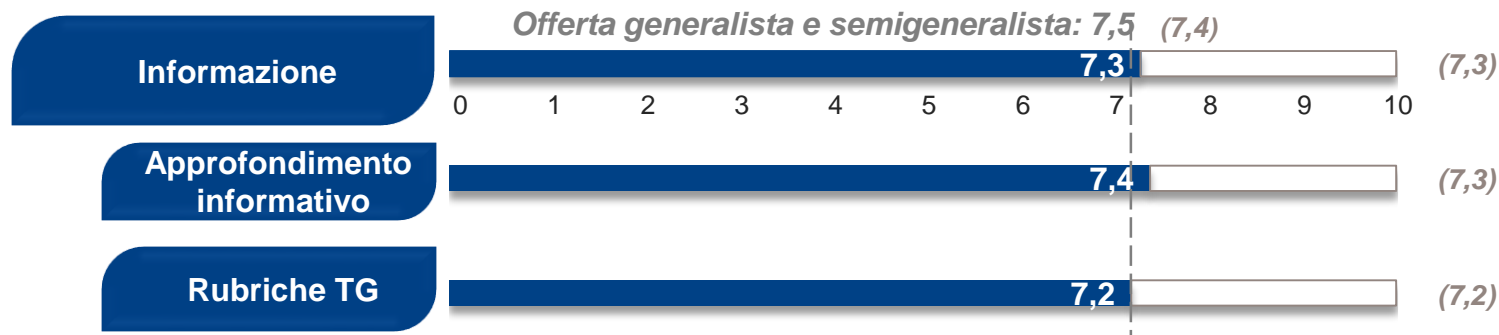 Offerta generalista e semigeneralista: 7,5 (7,4)
Informazione 7,3 (7,3)
0 1 2 3 4 5 6 7 8 9 10
Approfondimento
informativo 7,4 (7,3)
Rubriche TG 7,2 (7,2)